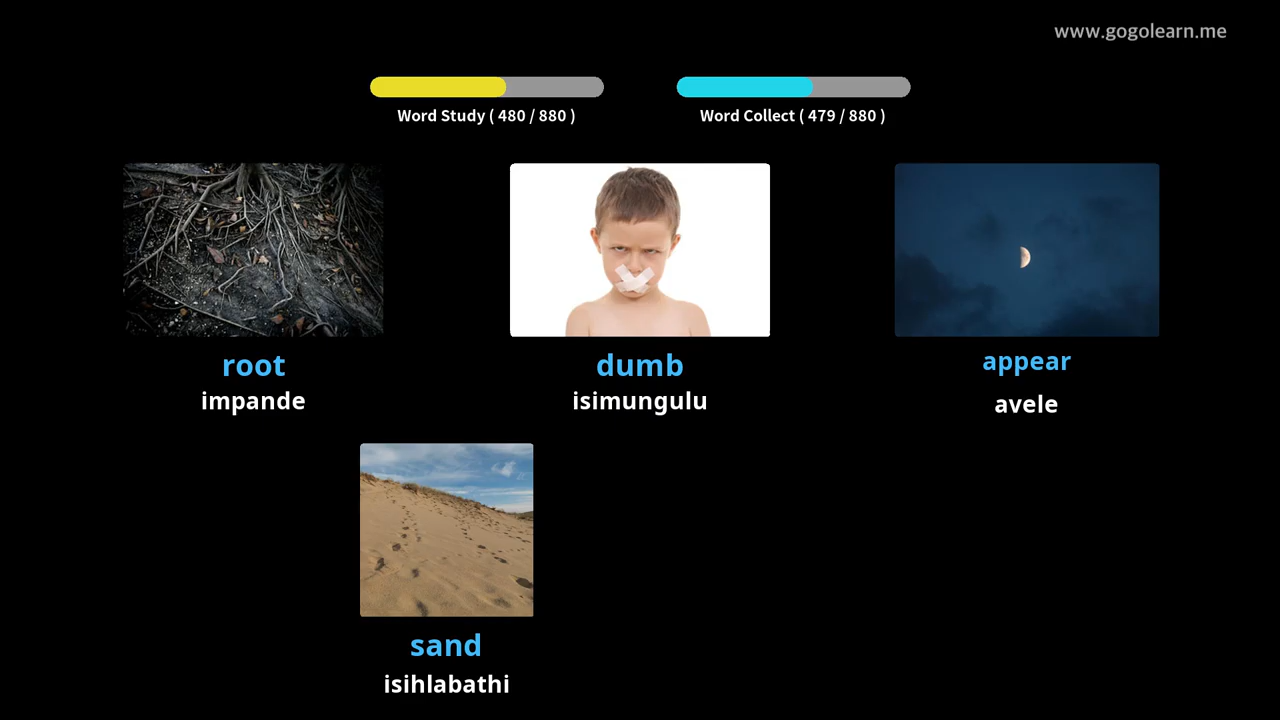 www.gogolearn.me
Word Study ( 480 / 880 )
Word Collect ( 479 / 880 )
root
impande
dumb
isimungulu
appear
avele
sand
isihlabathi